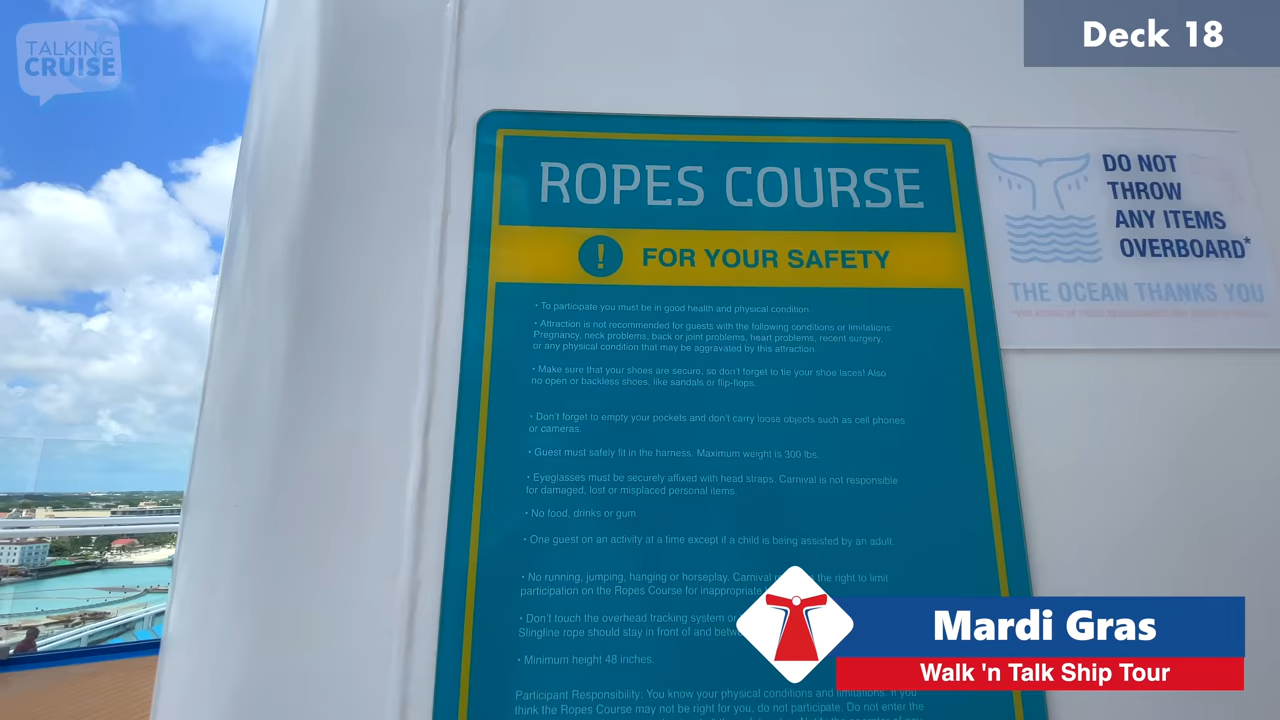 TALKING
CRUISE
Deck 18
ROPES COURSE
! FOR YOUR SAFETY
• To participate you must be in good health and physical condition.
• Attraction is not recommended for guests with the following conditions or limitations:
Pregnancy, neck problems, back or joint problems, heart problems, recent surgery,
or any physical condition that may be aggravated by this attraction.
• Make sure that your shoes are secure, so don't forget to tie your shoe laces! Also
no open or backless shoes, like sandals or flip-flops.
• Don't forget to empty your pockets and don't carry loose objects such as cell phones
or cameras.
• Guest must safely fit in the harness. Maximum weight is 300 lbs.
• Eyeglasses must be securely affixed with head straps. Carnival is not responsible
for damaged, lost or misplaced personal items.
• No food, drinks or gum.
• One guest on an activity at a time except if a child is being assisted by an adult.
• No running, jumping, hanging or horseplay. Carnival the right to limit
participation on the Ropes Course for inappropriate
• Don't touch the overhead tracking system or
Slingline rope should stay in front of and
• Minimum height 48 inches.
Participant Responsibility: You know your physical conditions and limitations. If you
think the Ropes Course may not be right for you, do not participate. Do not enter the
DO NOT
THROW
ANY ITEMS
OVERBOARD*
THE OCEAN THANKS YOU
Mardi Gras
Walk 'n Talk Ship Tour